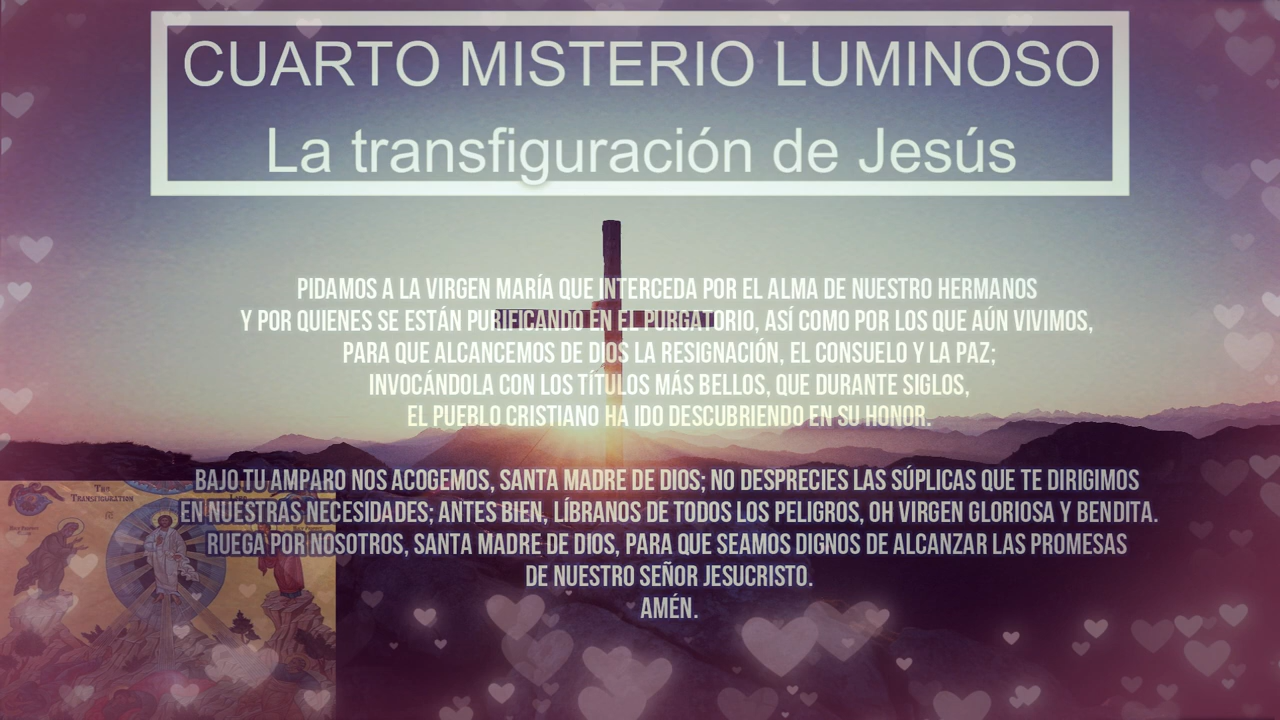 CUARTO MISTERIO LUMINOSO
La transfiguración de Jesús
PIDAMOS A LA VIRGEN MARÍA QUE INTERCEDA POR EL ALMA DE NUESTRO HERMANOS
Y POR QUIENES SE ESTÁN PURIFICANDO EN EL PURGATORIO, ASÍ COMO POR LOS QUE AÚN VIVIMOS,
PARA QUE ALCANCEMOS DE DIOS LA RESIGNACIÓN, EL CONSUELO Y LA PAZ;
INVOCÁNDOLA CON LOS TÍTULOS MÁS BELLOS, QUE DURANTE SIGLOS,
EL PUEBLO CRISTIANO HA IDO DESCUBRIENDO EN SU HONOR.
BAJO TU AMPARO NOS ACOGEMOS, SANTA MADRE DE DIOS; NO DESPRECIES LAS SÚPLICAS QUE TE DIRIGIMOS
EN NUESTRAS NECESIDADES; ANTES BIEN, LÍBRANOS DE TODOS LOS PELIGROS, OH VIRGEN GLORIOSA Y BENDITA.
RUEGA POR NOSOTROS, SANTA MADRE DE DIOS, PARA QUE SEAMOS DIGNOS DE ALCANZAR LAS PROMESAS
DE NUESTRO SEÑOR JESUCRISTO.
AMÉN.
THE
TRANSFIGURATION